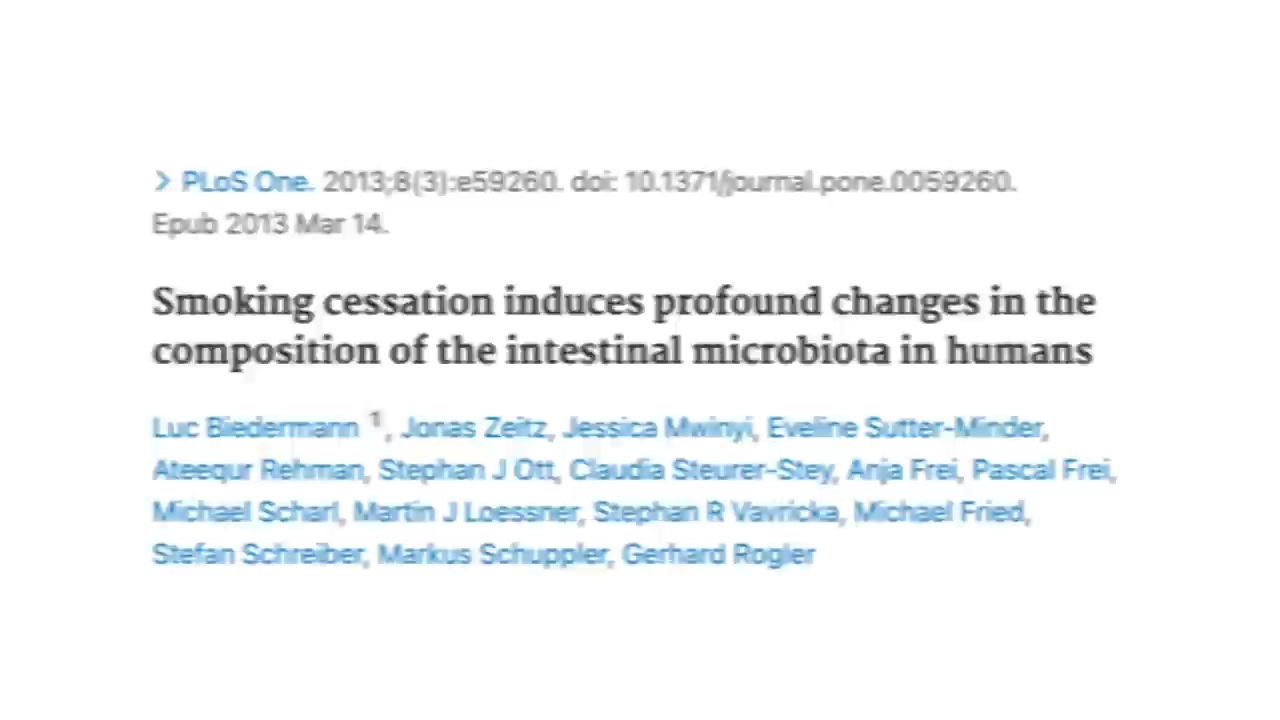 > PLoS One. 2013;8(3):e59260. doi: 10.1371/journal.pone.0059260.
Epub 2013 Mar 14.
Smoking cessation induces profound changes in the
composition of the intestinal microbiota in humans
Luc Biedermann 1, Jonas Zeitz, Jessica Mwinyi, Eveline Sutter-Minder,
Ateequr Rehman, Stephan J Ott, Claudia Steurer-Stey, Anja Frei, Pascal Frei,
Michael Scharl, Martin J Loessner, Stephan R Vavricka, Michael Fried,
Stefan Schreiber, Markus Schuppler, Gerhard Rogler